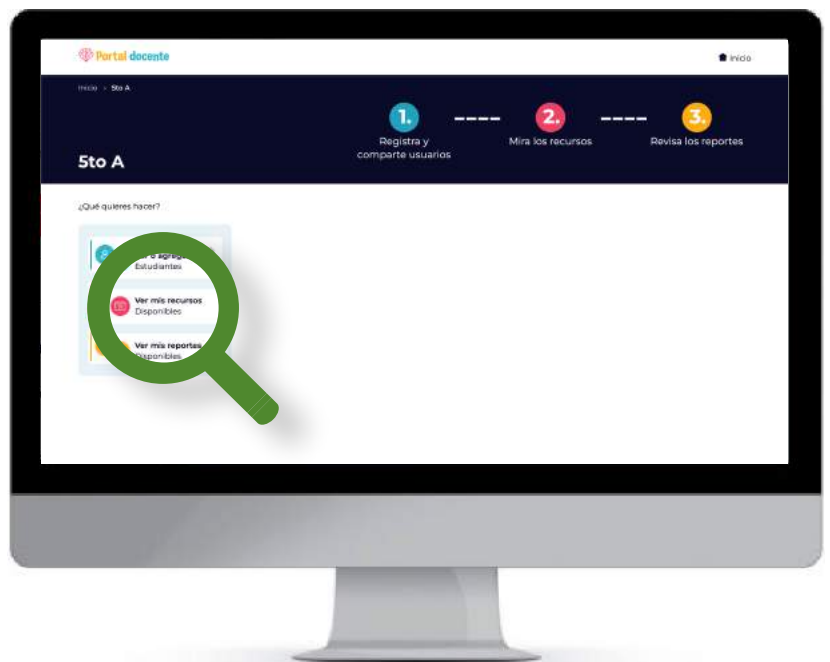 Portal docente
Inicio
Inicio > 5to A
1.
2.
3.
Registra y
comparte usuarios
Mira los recursos
Revisa los reportes
5to A
¿Qué quieres hacer?
Estudiantes
Ver mis recursos
Disponibles
Ver mis reportes
Disponibles